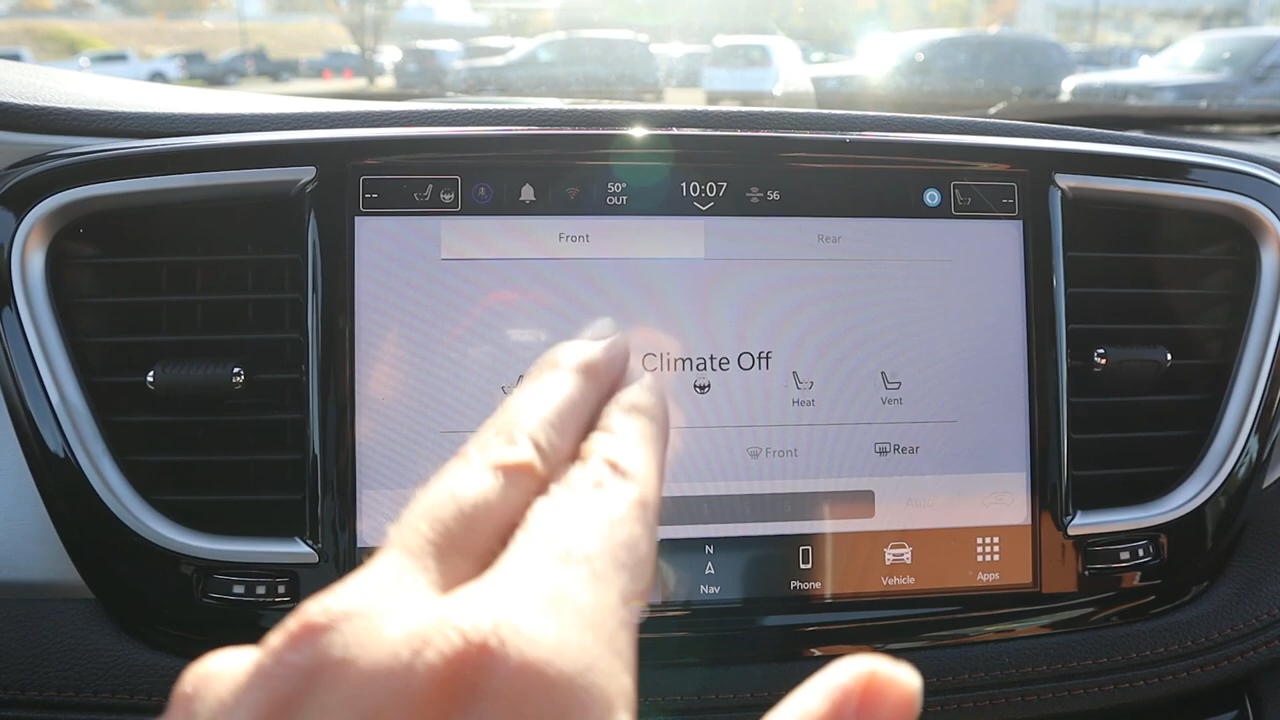 -- 50° 10:07 56 --
OUT
Front Rear
Climate Off
Heat Vent
Front Rear
Auto
N
Nav Phone Vehicle Apps